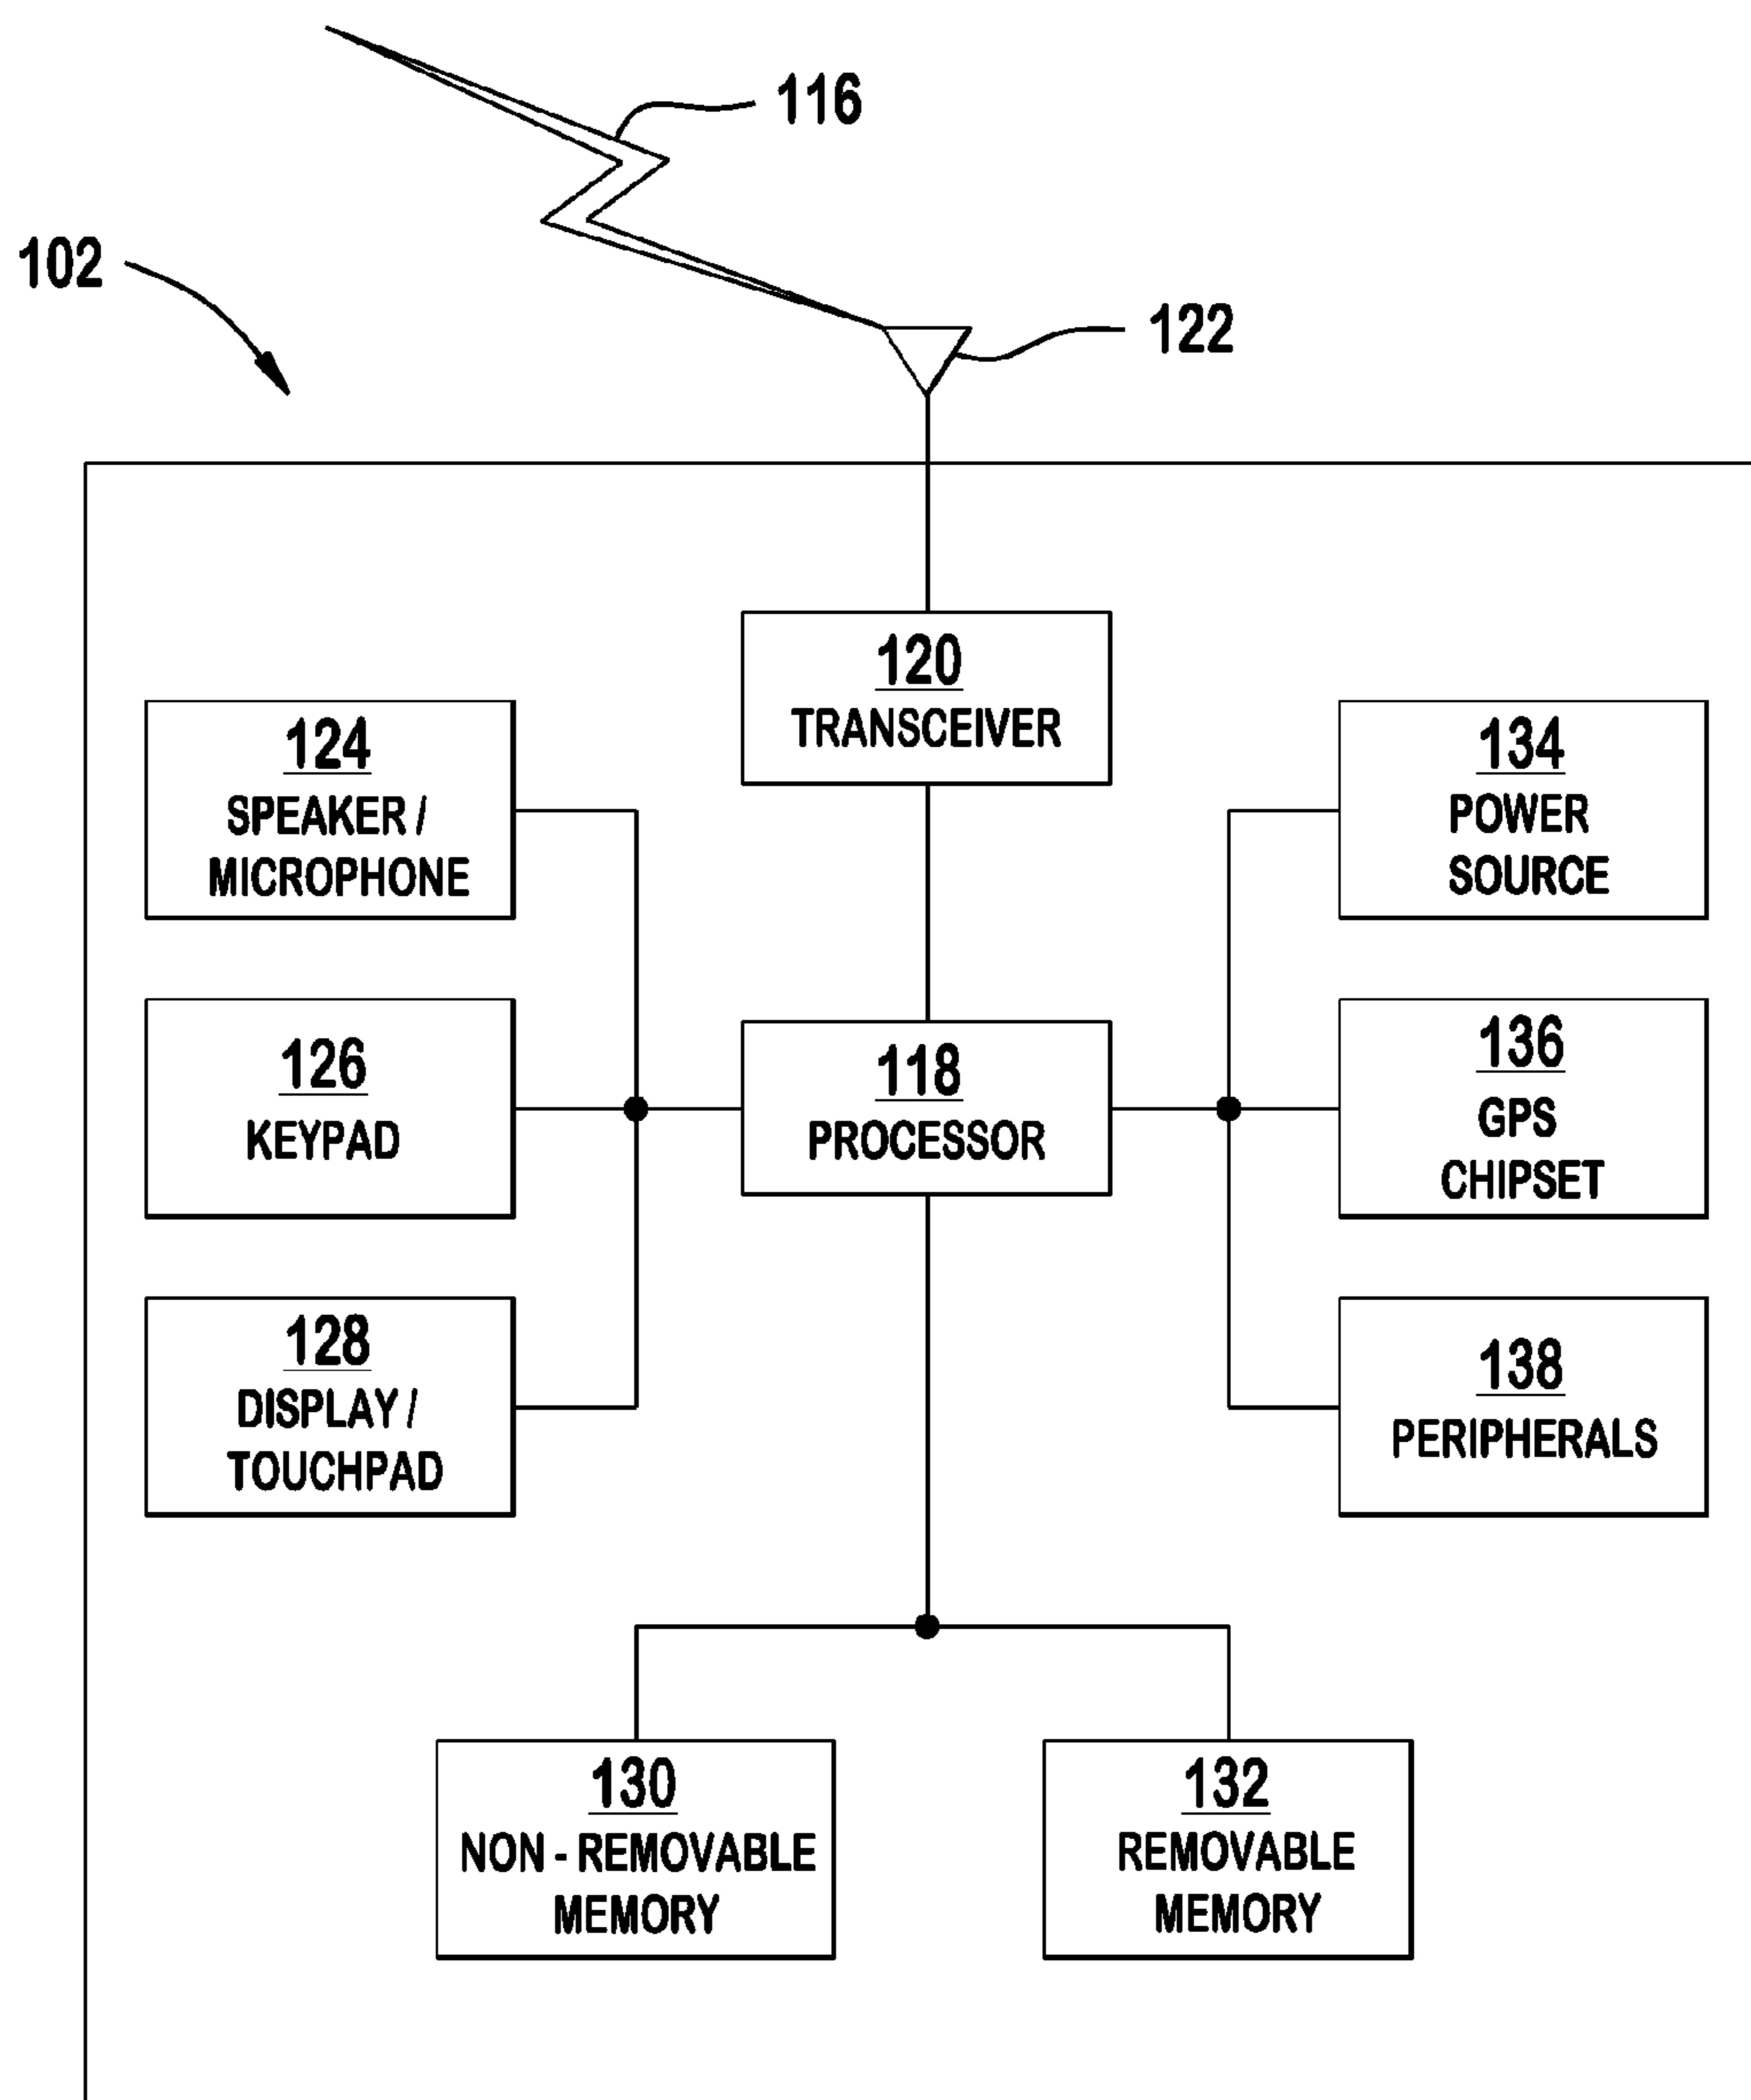 116
102
122
120
TRANSCEIVER
124
SPEAKER /
MICROPHONE
134
POWER
SOURCE
126
KEYPAD
118
PROCESSOR
136
GPS
CHIPSET
128
DISPLAY /
TOUCHPAD
138
PERIPHERALS
130
NON - REMOVABLE
MEMORY
132
REMOVABLE
MEMORY